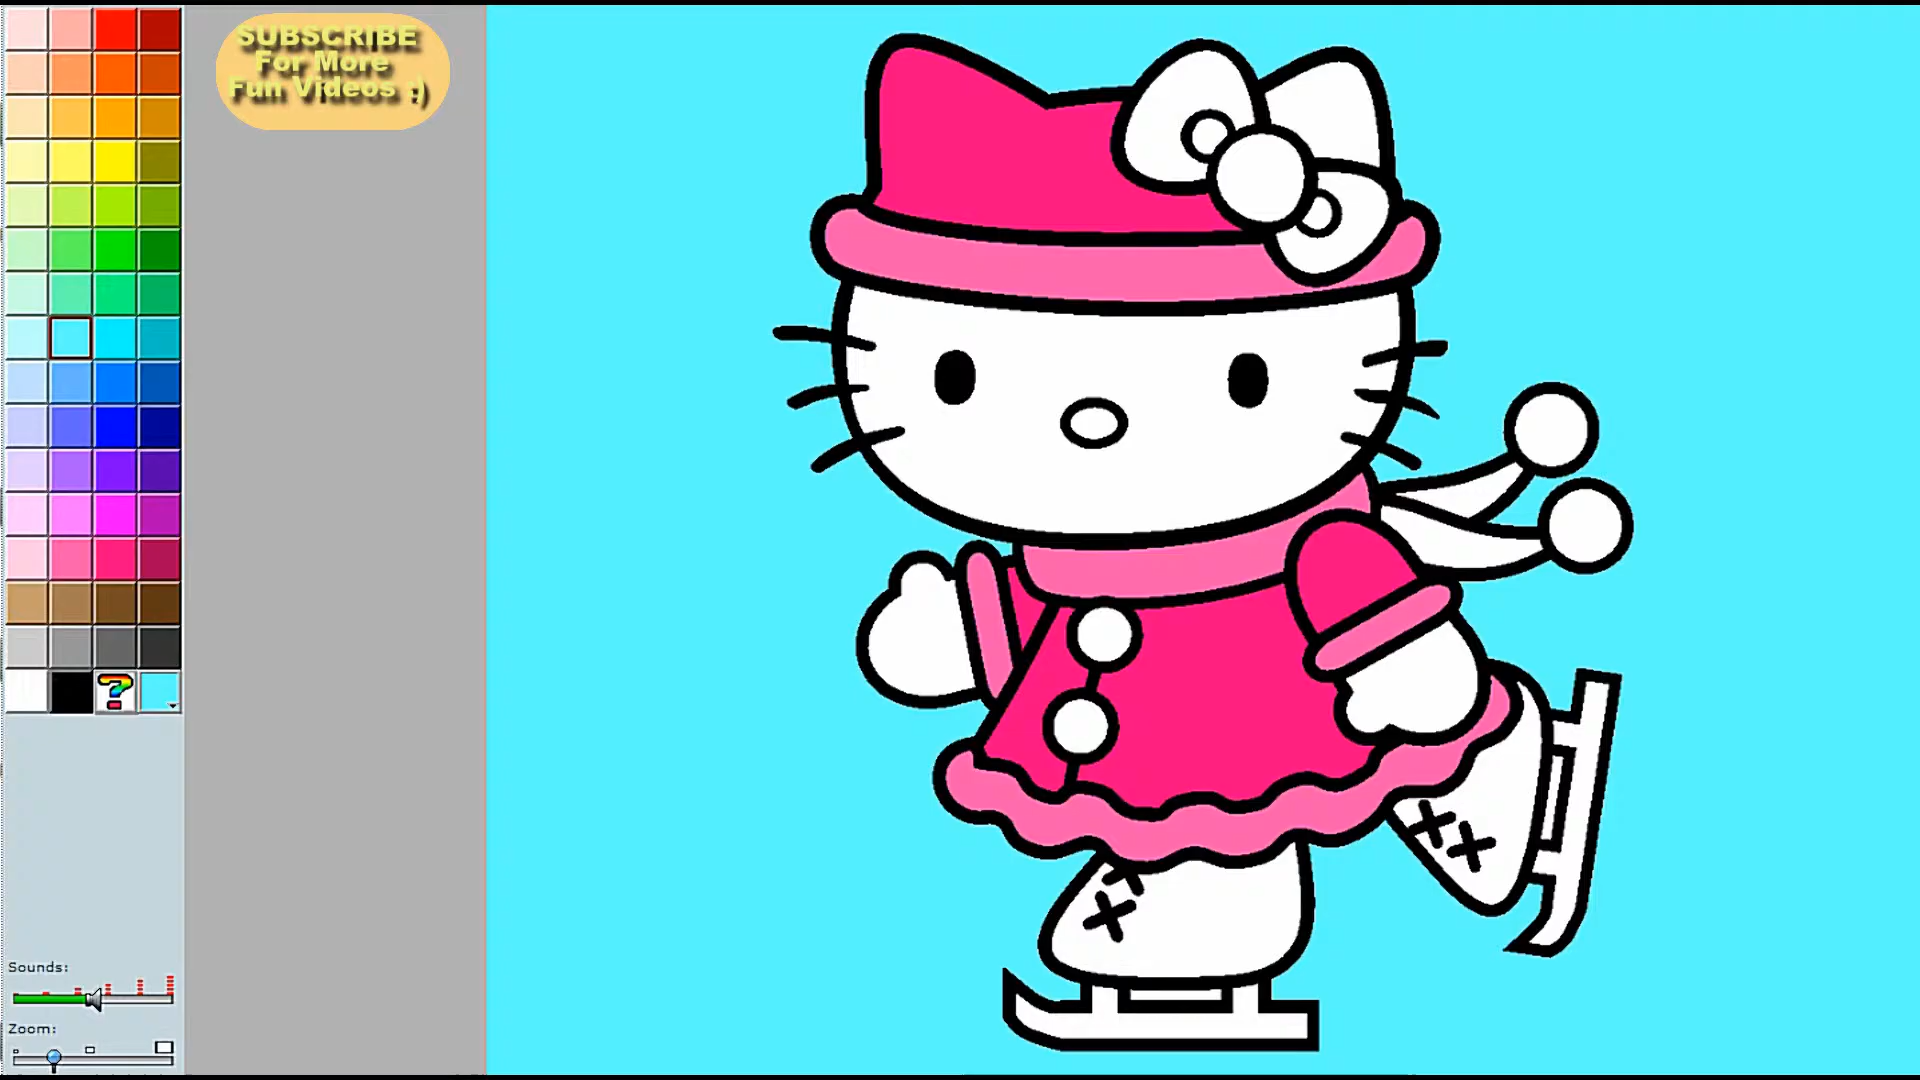 SUBSCRIBE
For More
Fun Videos :)
?
Sounds:
Zoom: